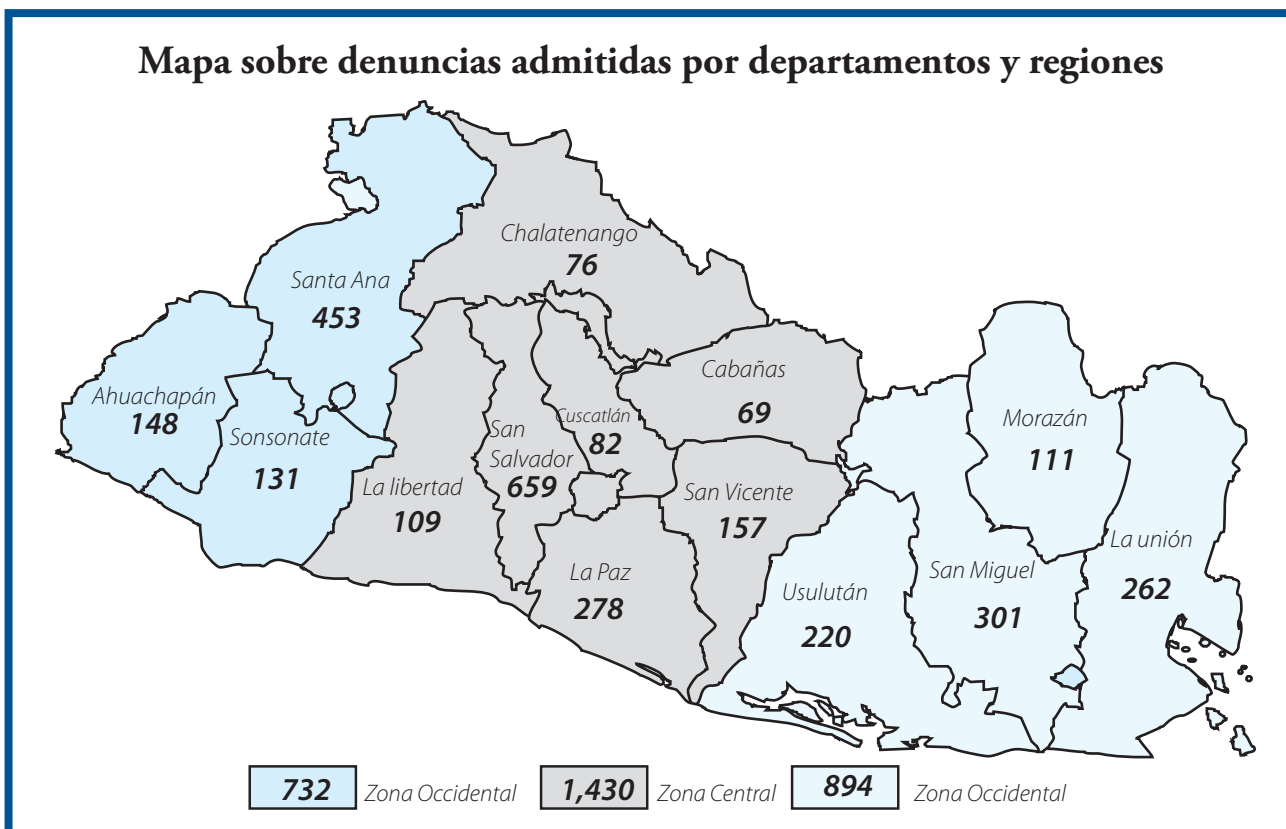 Mapa sobre denuncias admitidas por departamentos y regiones
Chalatenango
76
Santa Ana
453
Cabañas
69
Ahuachapán
148
Sonsonate
131
San
Salvador
659
Cuscatlán
82
Morazán
111
La libertad
109
San Vicente
157
La unión
262
La Paz
278
Usulután
220
San Miguel
301
732 Zona Occidental 1,430 Zona Central 894 Zona Occidental